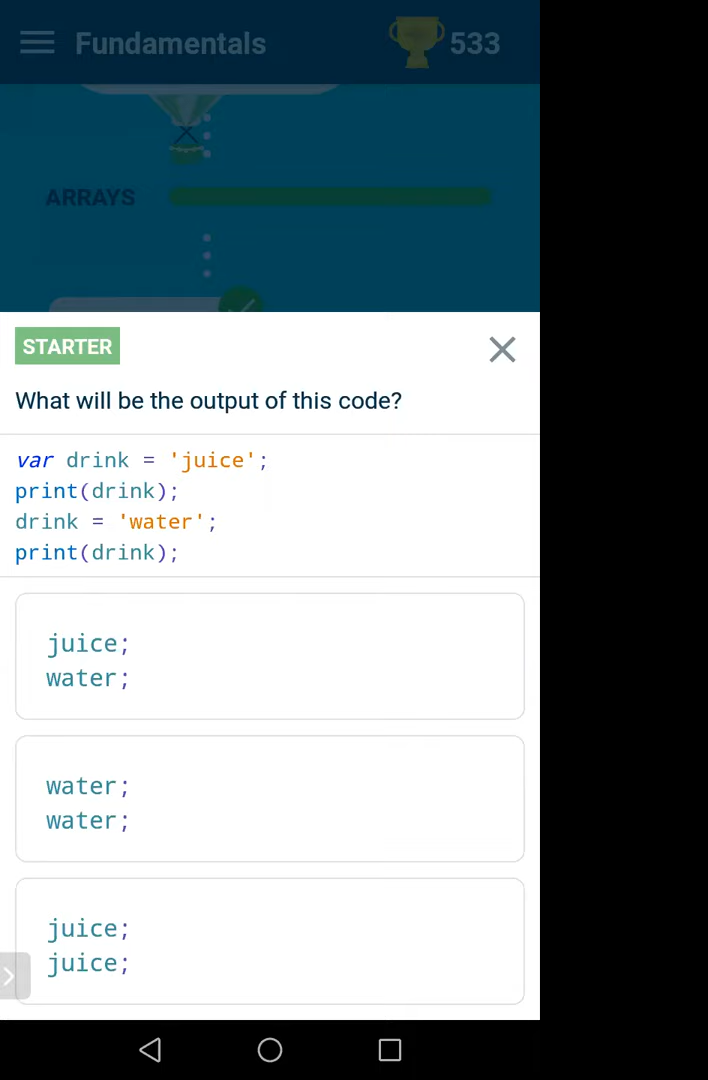 Fundamentals 533
ARRAYS
STARTER
What will be the output of this code?
var drink = 'juice';
print(drink);
drink = 'water';
print(drink);
juice;
water;
water;
water;
juice;
juice;